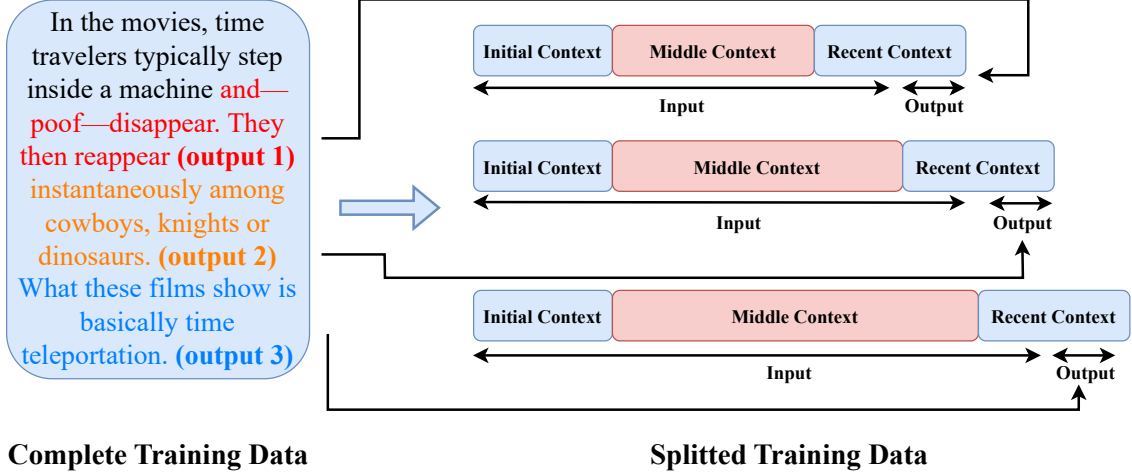 In the movies, time
travelers typically step
inside a machine and—
poof—disappear. They
then reappear (output 1)
instantaneously among
cowboys, knights or
dinosaurs. (output 2)
What these films show is
basically time
teleportation. (output 3)
Complete Training Data
Initial Context Middle Context Recent Context
Input Output
Initial Context Middle Context Recent Context
Input Output
Initial Context Middle Context Recent Context
Input Output
Splitted Training Data